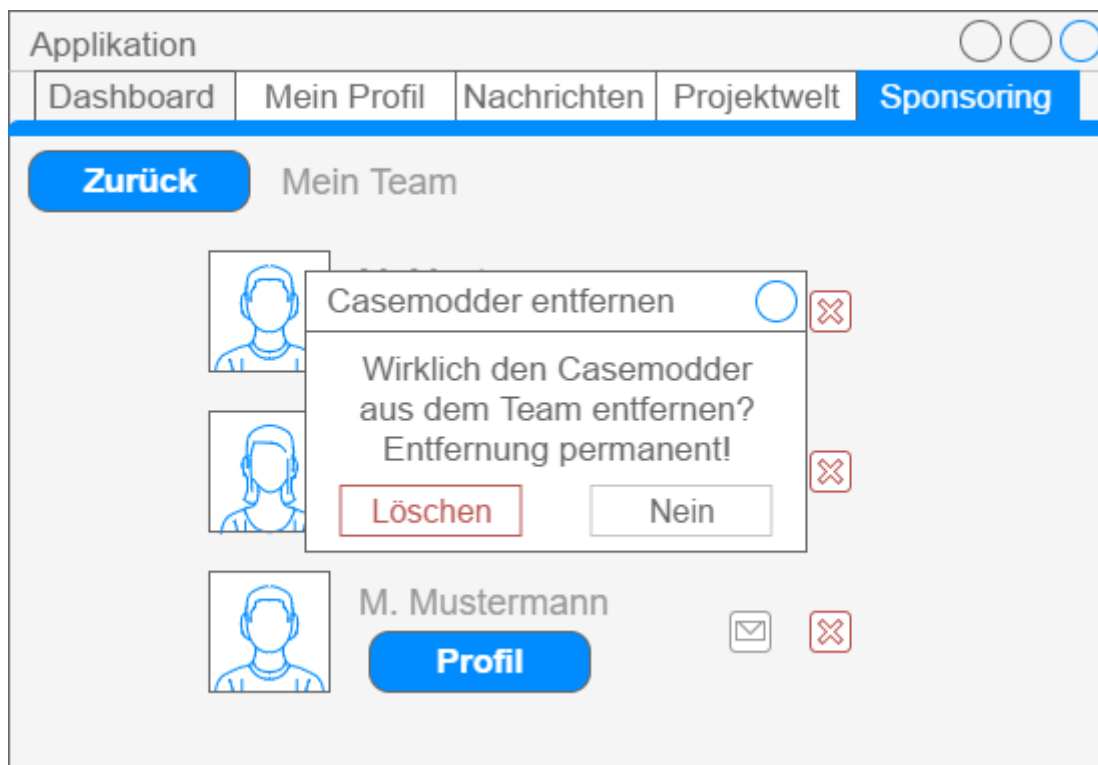 Applikation
Dashboard Mein Profil Nachrichten Projektwelt Sponsoring
Zurück Mein Team
Casemodder entfernen
Wirklich den Casemodder
aus dem Team entfernen?
Entfernung permanent!
Löschen Nein
M. Mustermann
Profil